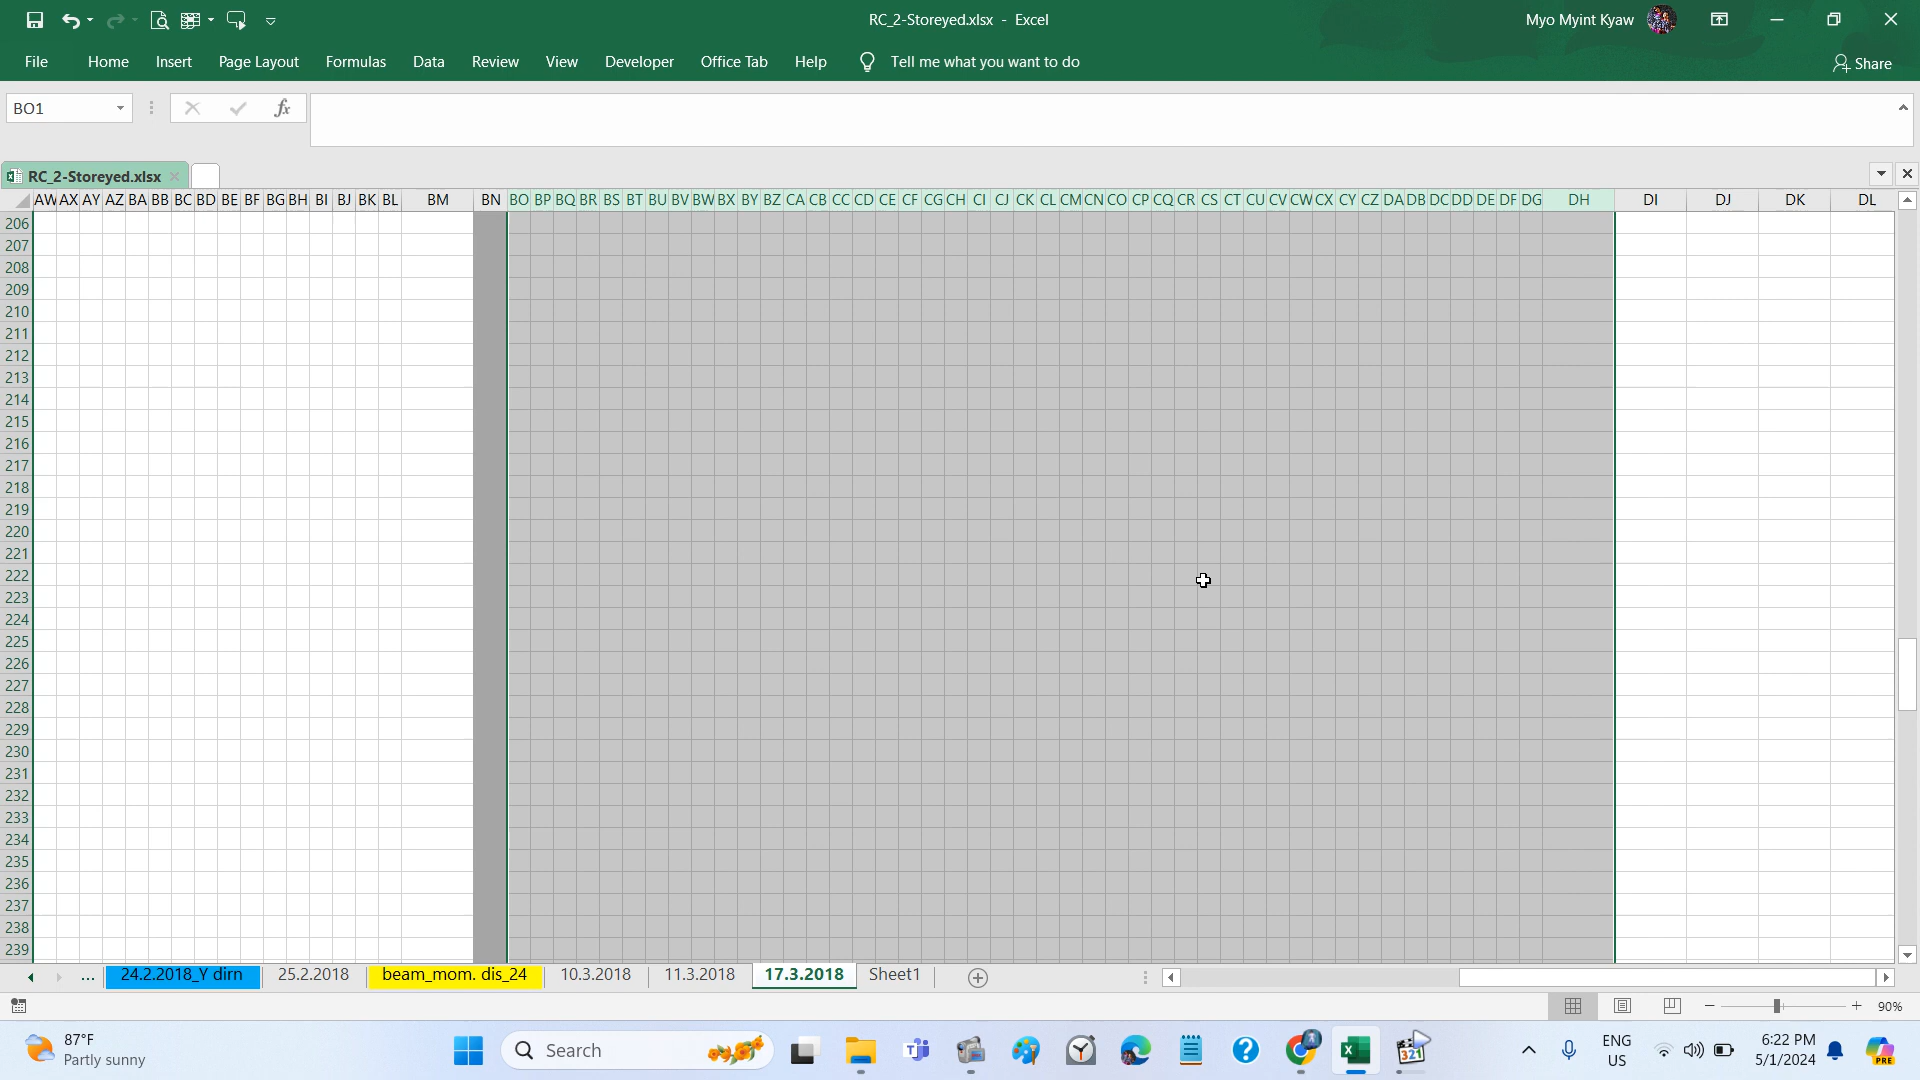 RC_2-Storeyed.xlsx - Excel
Myo Myint Kyaw
File Home Insert Page Layout Formulas Data Review View Developer Office Tab Help Tell me what you want to do Share
BO1 fx
RC_2-Storeyed.xlsx
AW AX AY AZ BA BB BC BD BE BF BG BH BI BJ BK BL BM BN BO BP BQ BR BS BT BU BV BW BX BY BZ CA CB CC CD CE CF CG CH CI CJ CK CL CM CN CO CP CQ CR CS CT CU CV CW CX CY CZ DA DB DC DD DE DF DG DH DI DJ DK DL
206
207
208
209
210
211
212
213
214
215
216
217
218
219
220
221
222
223
224
225
226
227
228
229
230
231
232
233
234
235
236
237
238
239
... 24.2.2018_Y dirn 25.2.2018 beam_mom. dis_24 10.3.2018 11.3.2018 17.3.2018 Sheet1
90%
87°F
Partly sunny
Search
321
ENG
US
6:22 PM
5/1/2024
PRE